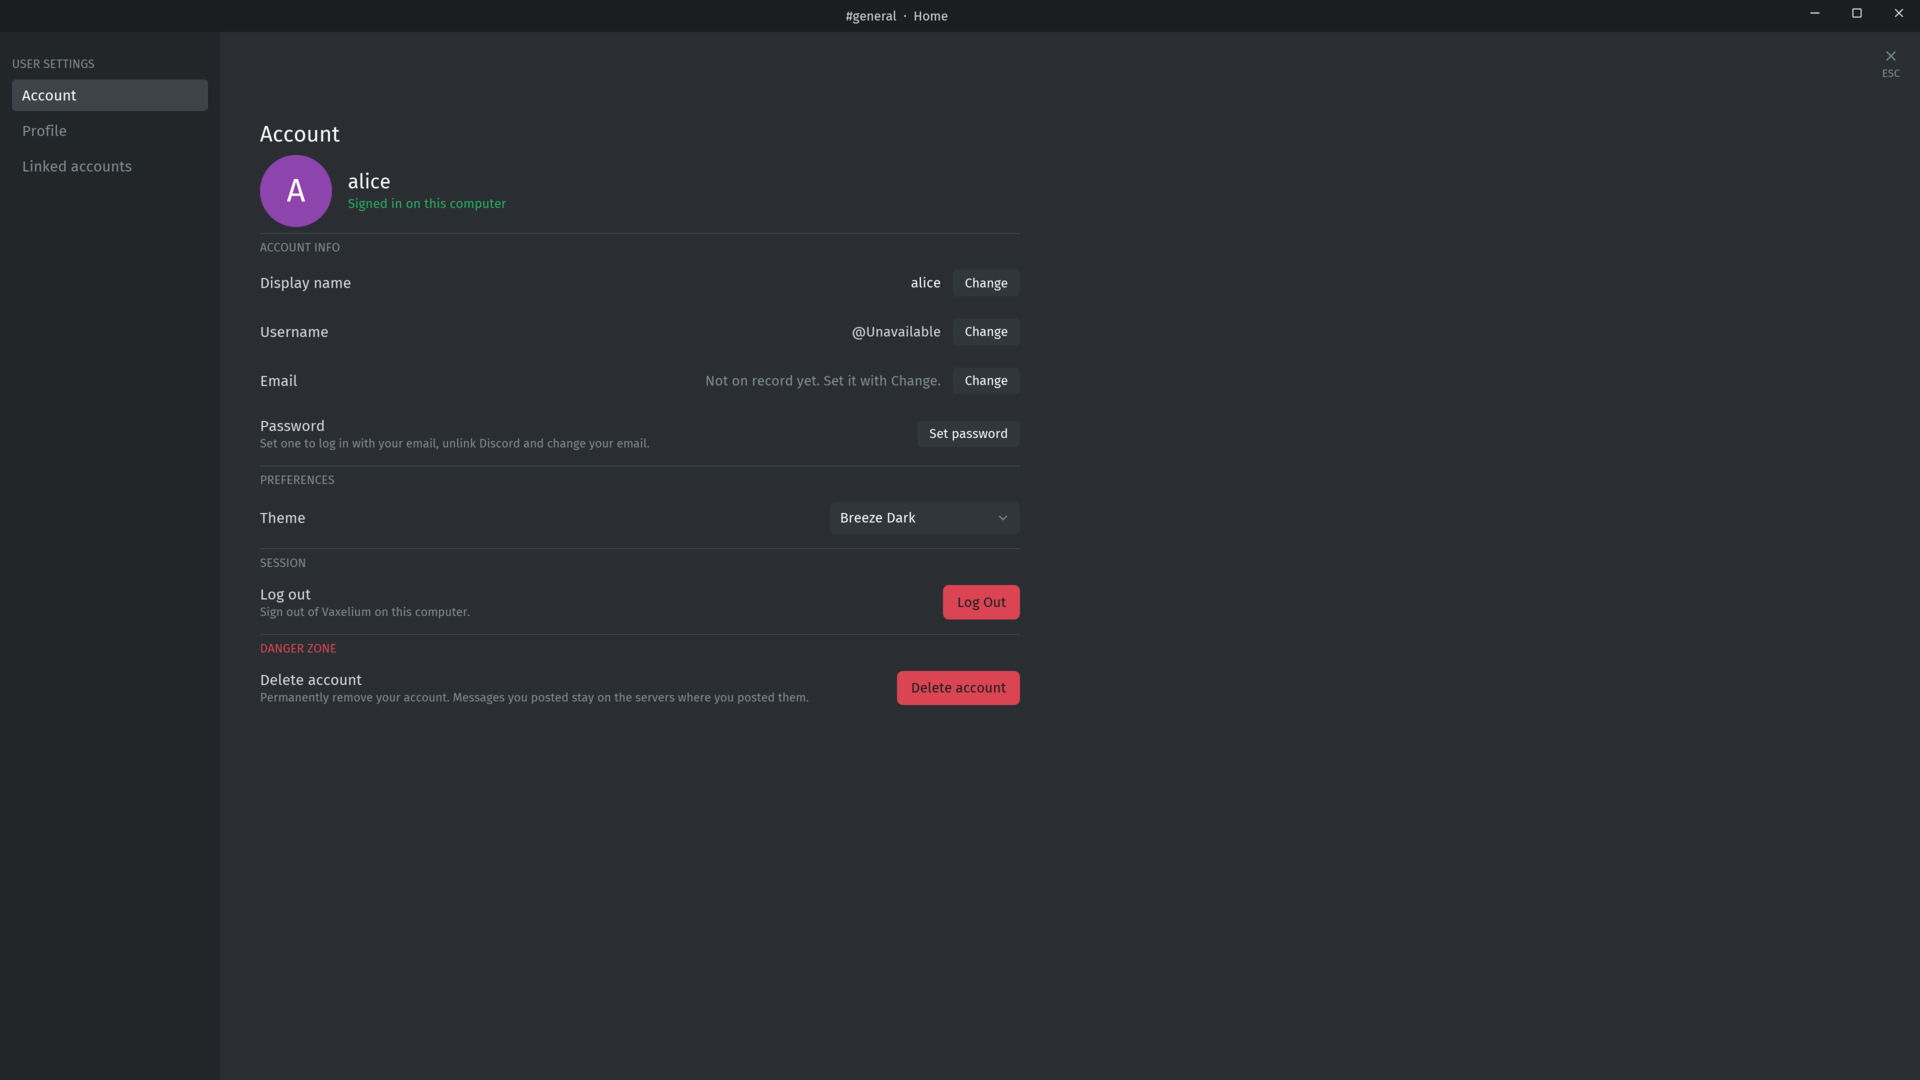 #general · Home
USER SETTINGS
Account
Profile
Linked accounts
ESC
Account
A
alice
Signed in on this computer
ACCOUNT INFO
Display name alice Change
Username @Unavailable Change
Email Not on record yet. Set it with Change. Change
Password
Set one to log in with your email, unlink Discord and change your email.
Set password
PREFERENCES
Theme Breeze Dark
SESSION
Log out
Sign out of Vaxelium on this computer.
Log Out
DANGER ZONE
Delete account
Permanently remove your account. Messages you posted stay on the servers where you posted them.
Delete account